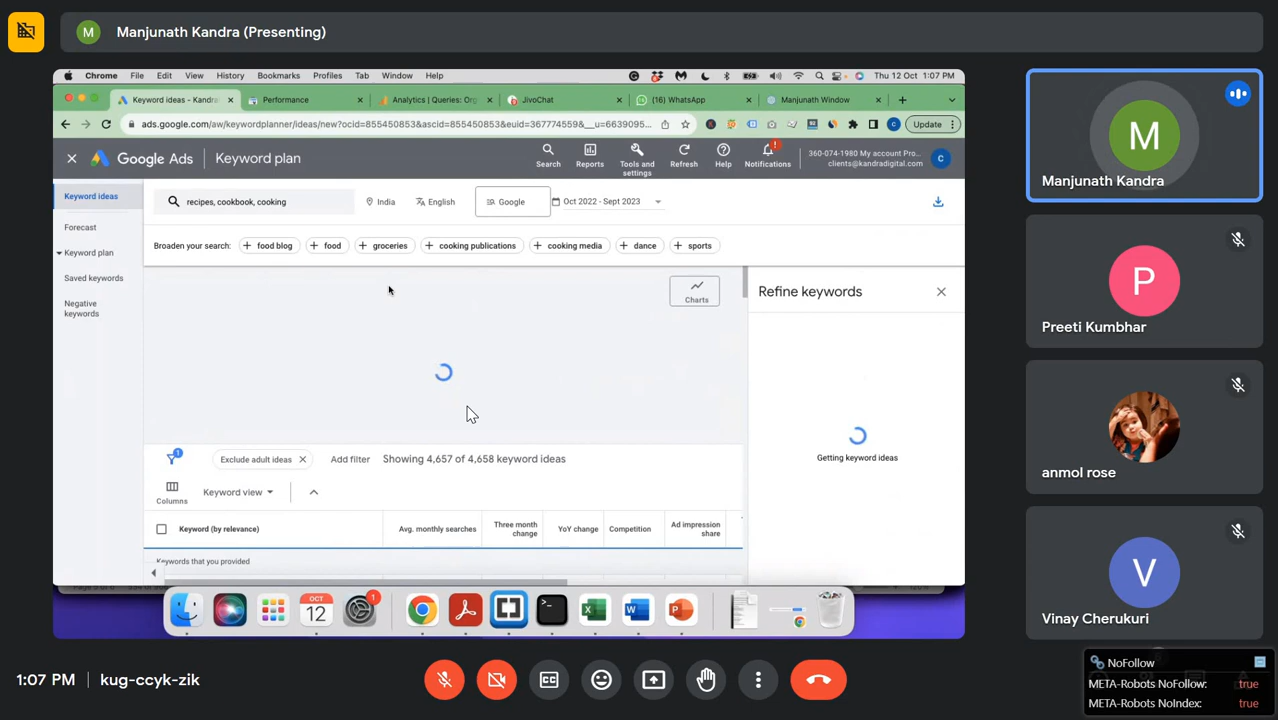 M Manjunath Kandra (Presenting)
Chrome File Edit View History Bookmarks Profiles Tab Window Help Thu 12 Oct 1:07 PM
Keyword ideas - Kandra
Performance
Analytics | Queries: Org
JivoChat
(16) WhatsApp
Manjunath Window
ads.google.com/aw/keywordplanner/ideas/new?ocid=855450853&ascid=855450853&euid=367774559&__u=6639095...
Update
Google Ads Keyword plan
Search
Reports
Tools and
settings
Refresh
Help
Notifications
360-074-1980 My account Pro...
clients@kandradigital.com
C
Keyword ideas
Forecast
Keyword plan
Saved keywords
Negative
keywords
recipes, cookbook, cooking
India
English
Google
Oct 2022 - Sept 2023
Broaden your search: + food blog + food + groceries + cooking publications + cooking media + dance + sports
Charts
Refine keywords
Getting keyword ideas
1
Exclude adult ideas
Add filter
Showing 4,657 of 4,658 keyword ideas
Columns
Keyword view
Keyword (by relevance)
Avg. monthly searches
Three month
change
YoY change
Competition
Ad impression
share
Keywords that you provided
OCT
12
1
M
Manjunath Kandra
P
Preeti Kumbhar
anmol rose
V
Vinay Cherukuri
1:07 PM kug-ccyk-zik
NoFollow
META-Robots NoFollow: true
META-Robots NoIndex: true